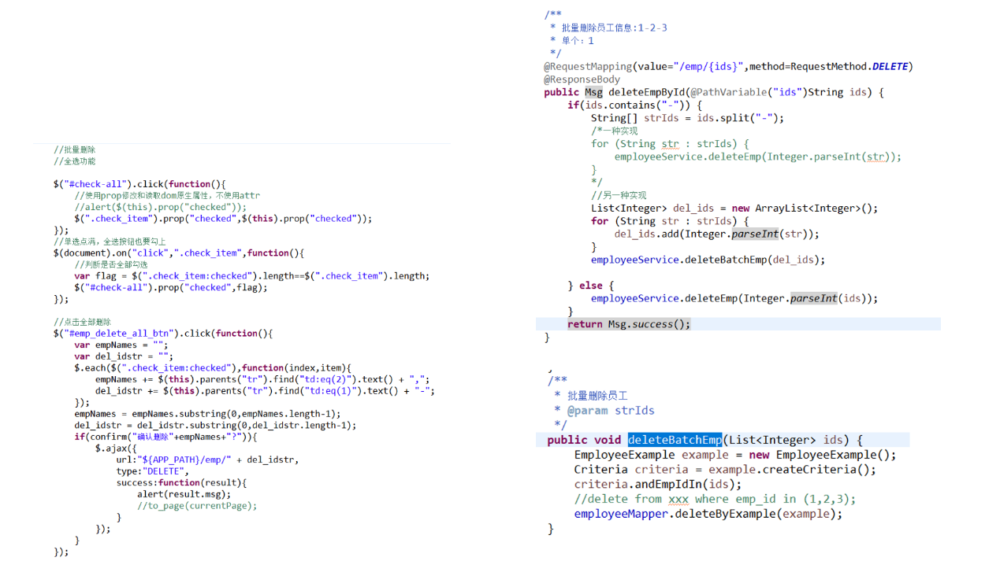 //批量删除
//全选功能
$("#check-all").click(function(){
//使用prop修改和读取dom原生属性，不使用attr
//alert($(this).prop("checked"));
$(".check_item").prop("checked",$(this).prop("checked"));
});
//单选点满，全选按钮也要勾上
$(document).on("click",".check_item",function(){
//判断是否全部勾选
var flag = $(".check_item:checked").length==$(".check_item").length;
$("#check-all").prop("checked",flag);
});
//点击全部删除
$("#emp_delete_all_btn").click(function(){
var empNames = "";
var del_idstr = "";
$.each($(".check_item:checked"),function(index,item){
empNames += $(this).parents("tr").find("td:eq(2)").text() + ",";
del_idstr += $(this).parents("tr").find("td:eq(1)").text() + "-";
});
empNames = empNames.substring(0,empNames.length-1);
del_idstr = del_idstr.substring(0,del_idstr.length-1);
if(confirm("确认删除"+empNames+"?")){
$.ajax({
url:"${APP_PATH}/emp/" + del_idstr,
type:"DELETE",
success:function(result){
alert(result.msg);
//to_page(currentPage);
}
});
}
});
/**
* 批量删除员工信息:1-2-3
* 单个：1
*/
@RequestMapping(value="/emp/{ids}",method=RequestMethod.DELETE)
@ResponseBody
public Msg deleteEmpById(@PathVariable("ids")String ids) {
if(ids.contains("-")) {
String[] strIds = ids.split("-");
/*一种实现
for (String str : strIds) {
employeeService.deleteEmp(Integer.parseInt(str));
}
*/
//另一种实现
List<Integer> del_ids = new ArrayList<Integer>();
for (String str : strIds) {
del_ids.add(Integer.parseInt(str));
}
employeeService.deleteBatchEmp(del_ids);
} else {
employeeService.deleteEmp(Integer.parseInt(ids));
}
return Msg.success();
}
/**
* 批量删除员工
* @param strIds
*/
public void deleteBatchEmp(List<Integer> ids) {
EmployeeExample example = new EmployeeExample();
Criteria criteria = example.createCriteria();
criteria.andEmpIdIn(ids);
//delete from xxx where emp_id in (1,2,3);
employeeMapper.deleteByExample(example);
}